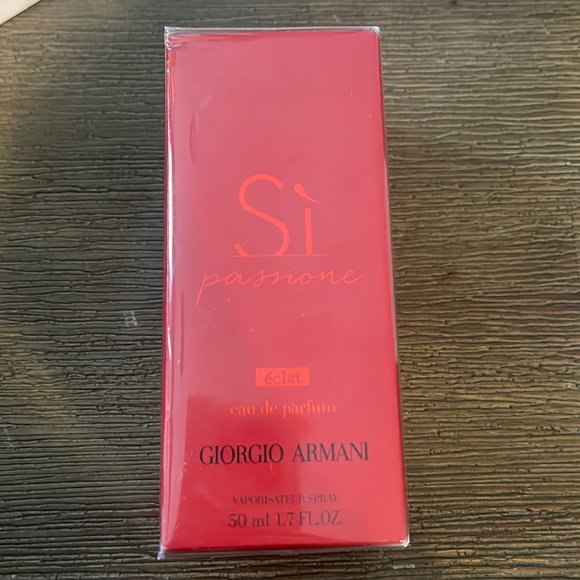 Sì
passione
éclat
eau de parfum
GIORGIO ARMANI
VAPORISATEUR SPRAY
50 ml 1.7 FL.OZ.